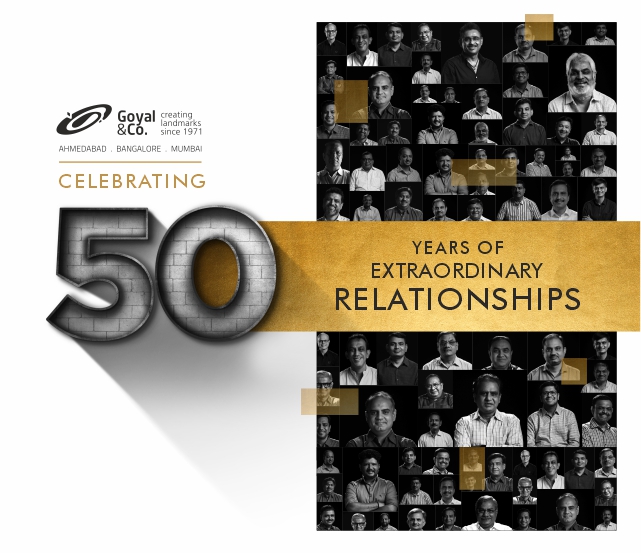 Goyal
&Co.
creating
landmarks
since 1971
AHMEDABAD . BANGALORE . MUMBAI
CELEBRATING
50
YEARS OF
EXTRAORDINARY
RELATIONSHIPS